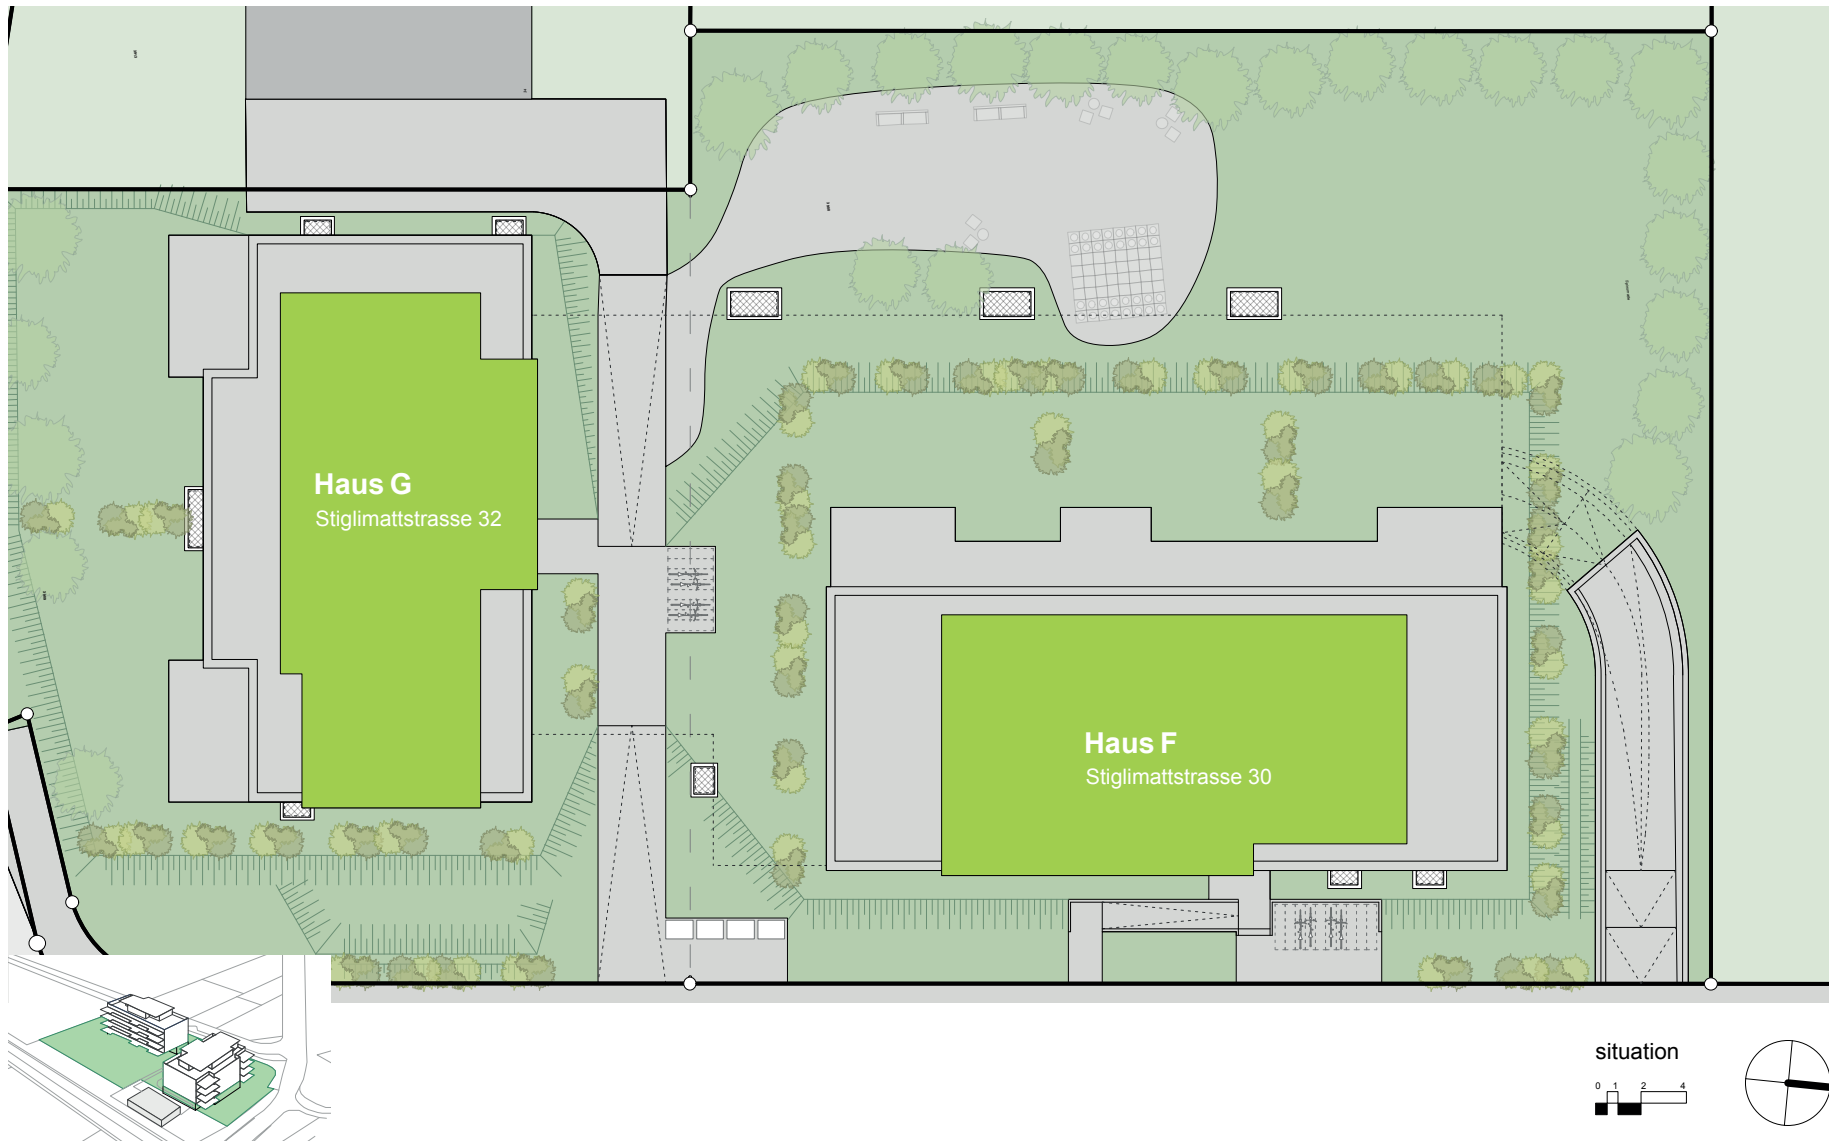 Haus G
Stiglimattstrasse 32
Haus F
Stiglimattstrasse 30
situation
0 1 2 4